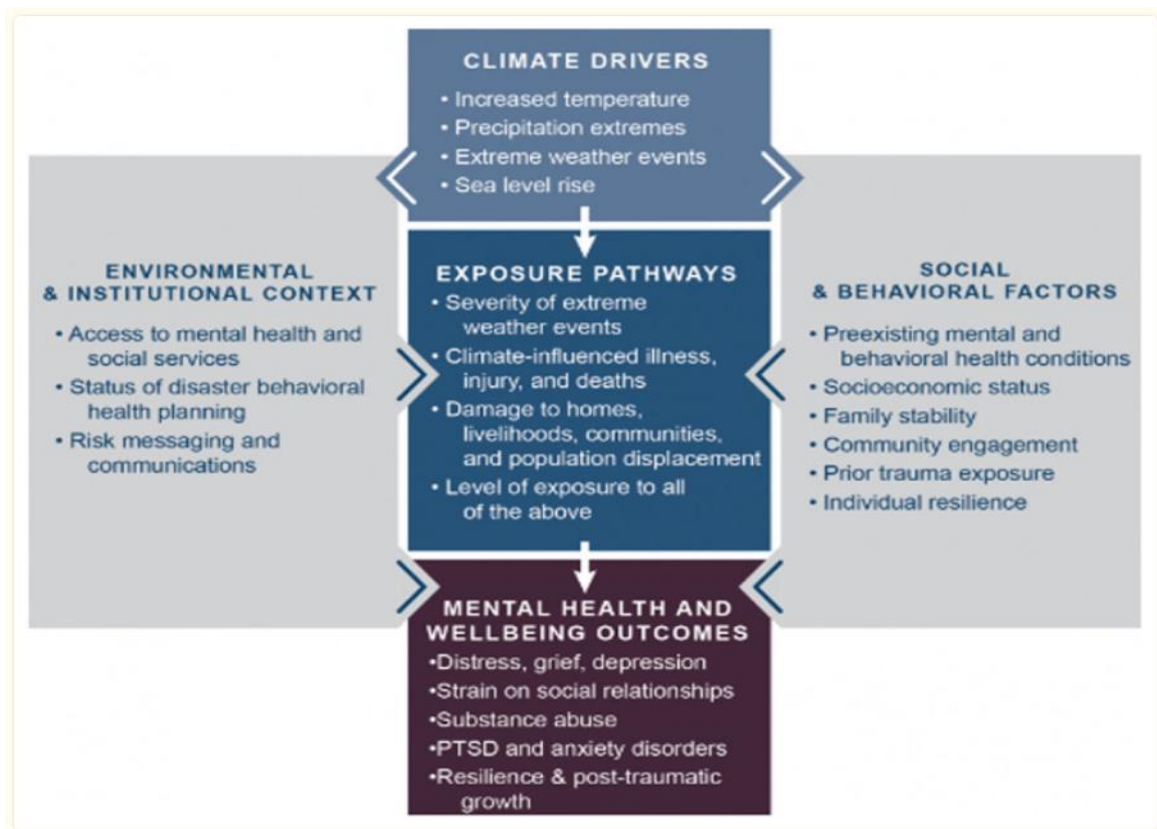 CLIMATE DRIVERS
• Increased temperature
• Precipitation extremes
• Extreme weather events
• Sea level rise
ENVIRONMENTAL
& INSTITUTIONAL CONTEXT
• Access to mental health and
social services
• Status of disaster behavioral
health planning
• Risk messaging and
communications
EXPOSURE PATHWAYS
• Severity of extreme
weather events
• Climate-influenced illness,
injury, and deaths
• Damage to homes,
livelihoods, communities,
and population displacement
• Level of exposure to all
of the above
SOCIAL
& BEHAVIORAL FACTORS
• Preexisting mental and
behavioral health conditions
• Socioeconomic status
• Family stability
• Community engagement
• Prior trauma exposure
• Individual resilience
MENTAL HEALTH AND
WELLBEING OUTCOMES
•Distress, grief, depression
•Strain on social relationships
•Substance abuse
•PTSD and anxiety disorders
•Resilience & post-traumatic
growth